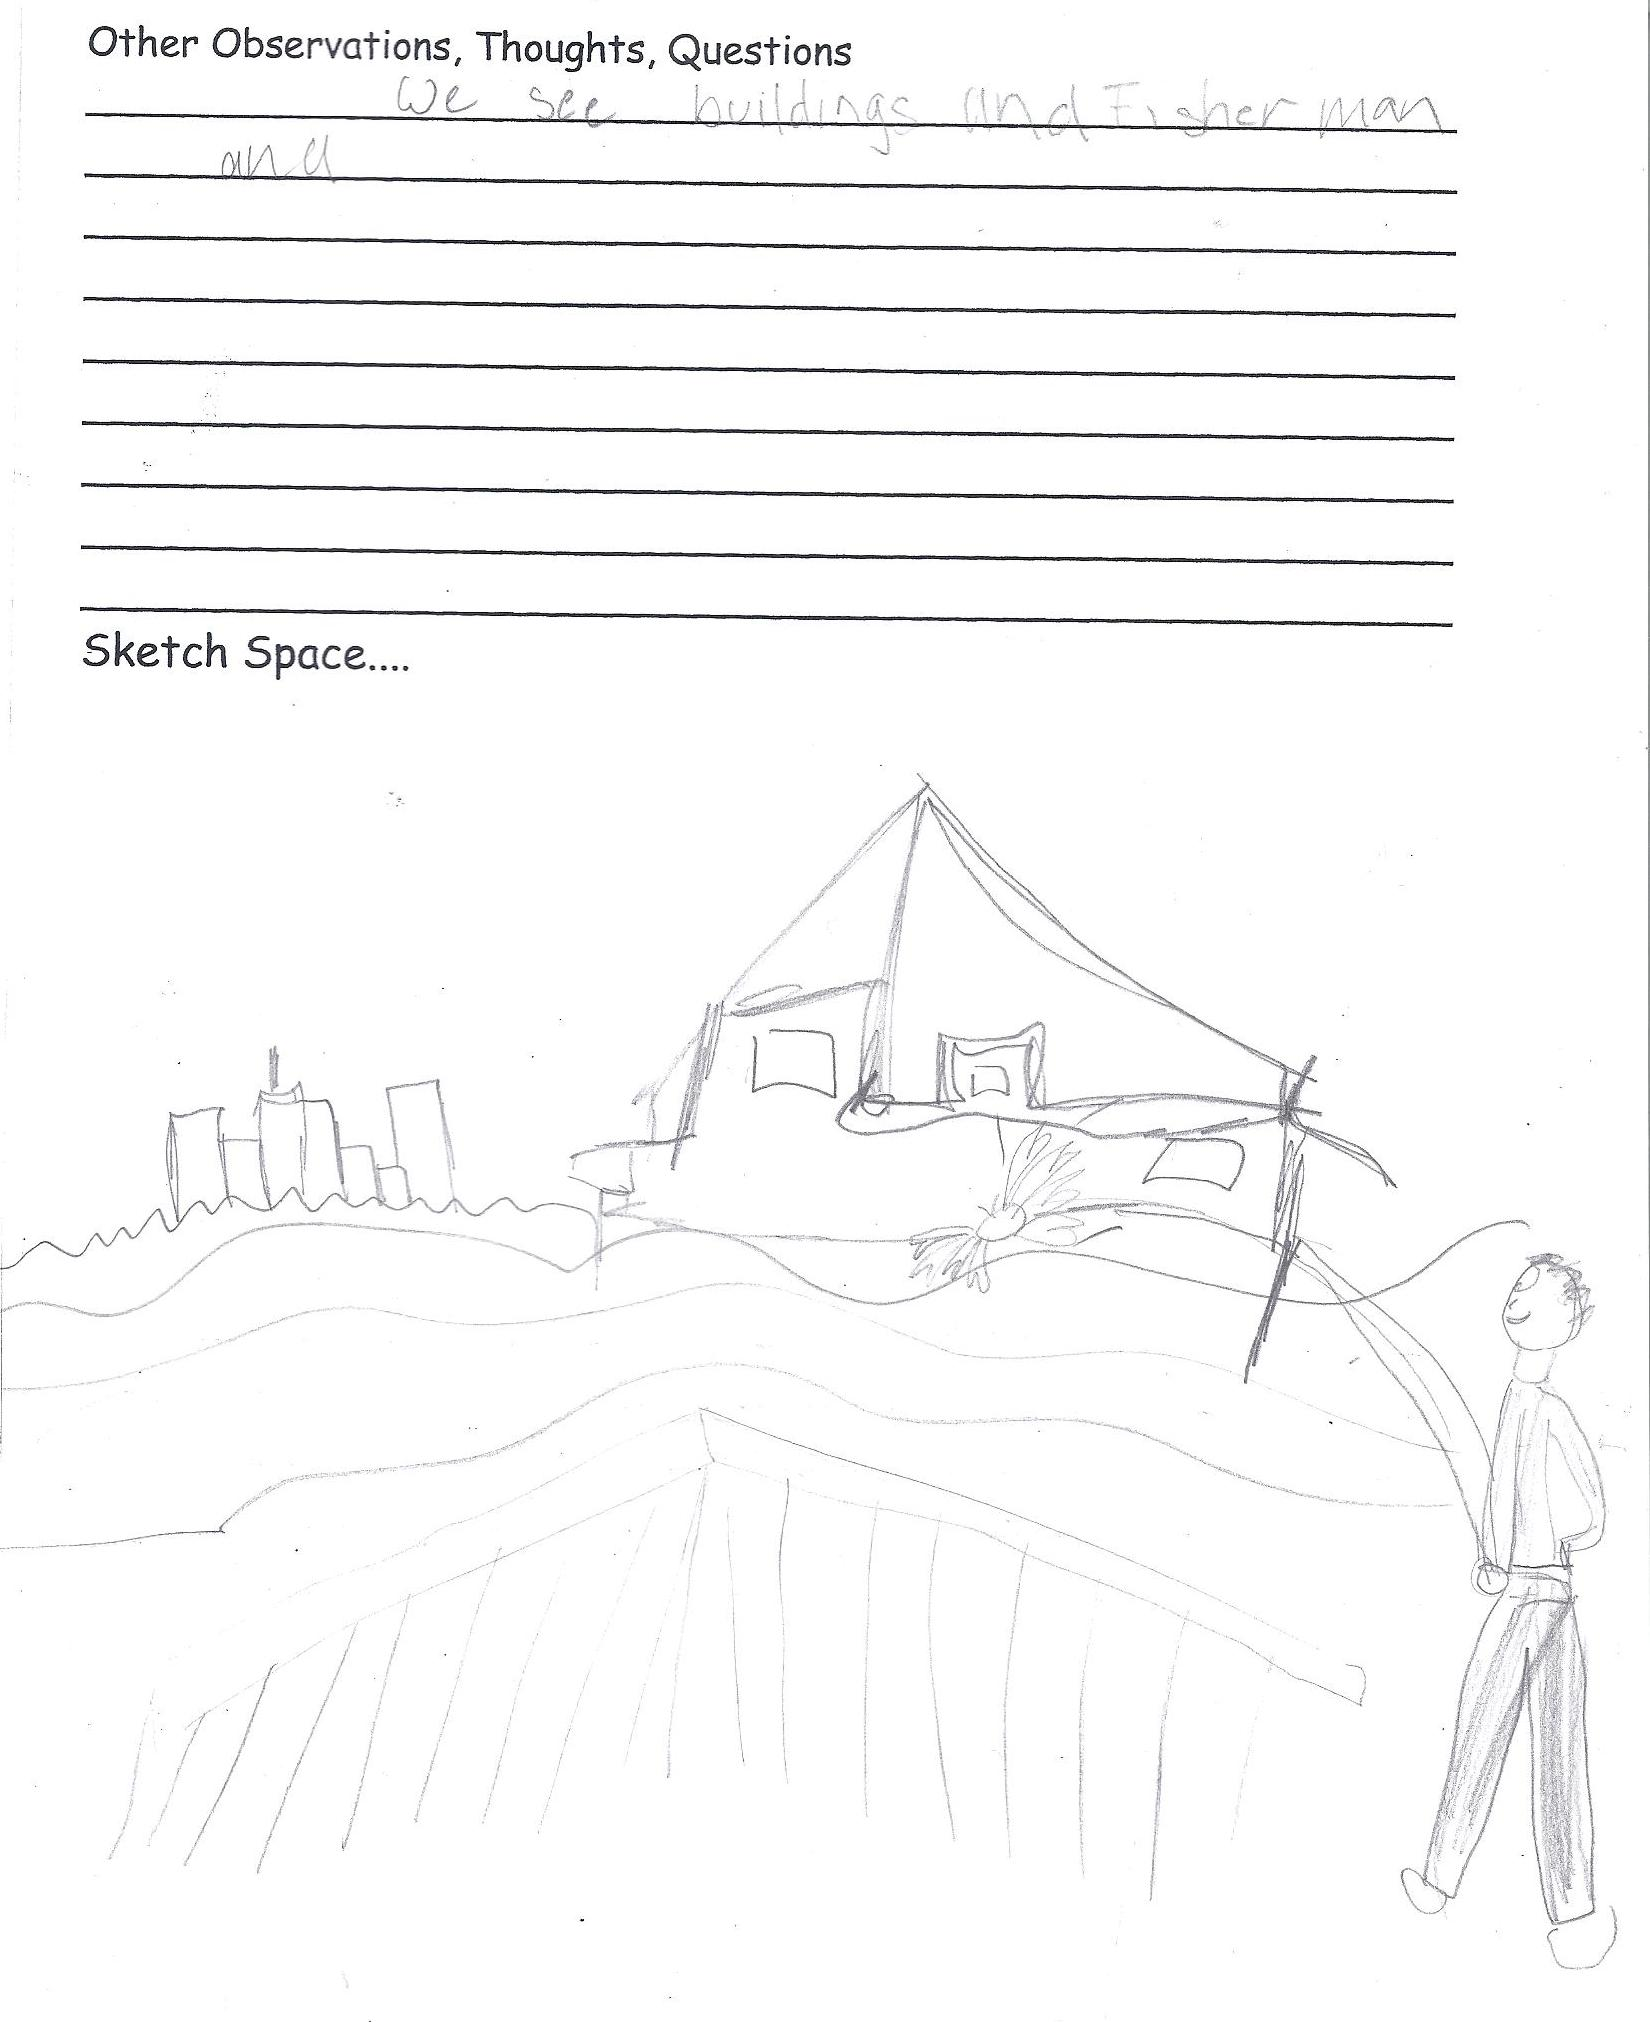 Other Observations, Thoughts, Questions
We see buildings and Fisher man
and
Sketch Space....